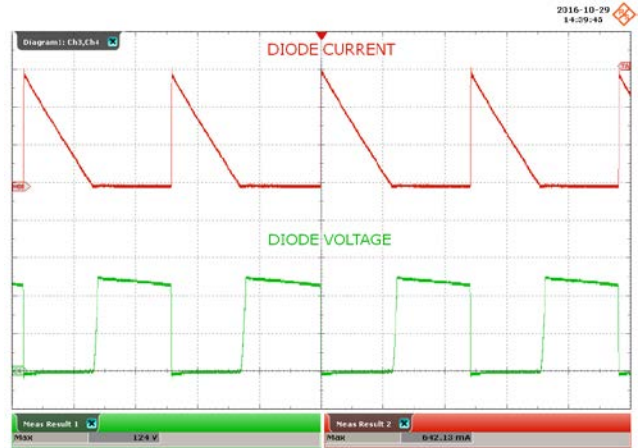 2016-10-29
14:39:45
Diagram1: Ch3,Ch4
DIODE CURRENT
DIODE VOLTAGE
Meas Result 1
Meas Result 2
Max 124 V
Max 642.13 mA